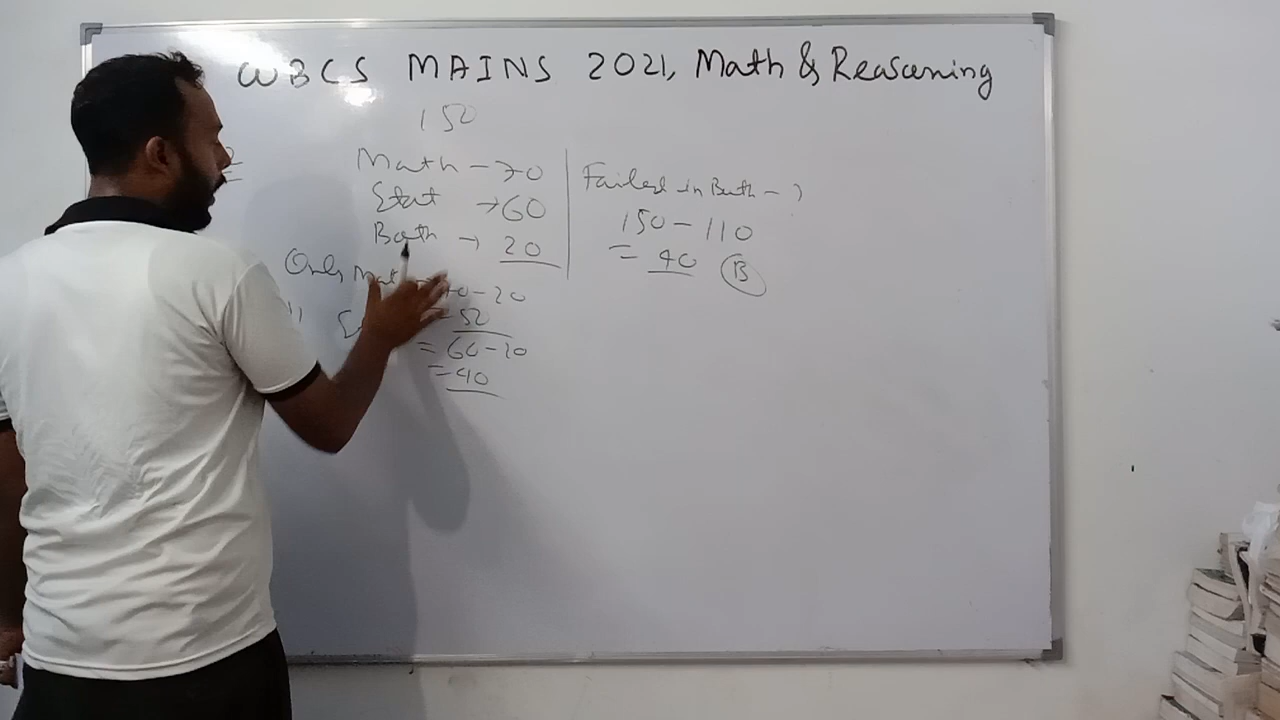 WBCS MAINS 2021, Math & Reasoning
150
Math - 70
Stat → 60
Both → 20
Only Math 70-20
= 50
= 60-20
= 40
Failed in Both - ?
150 - 110
= 40 B